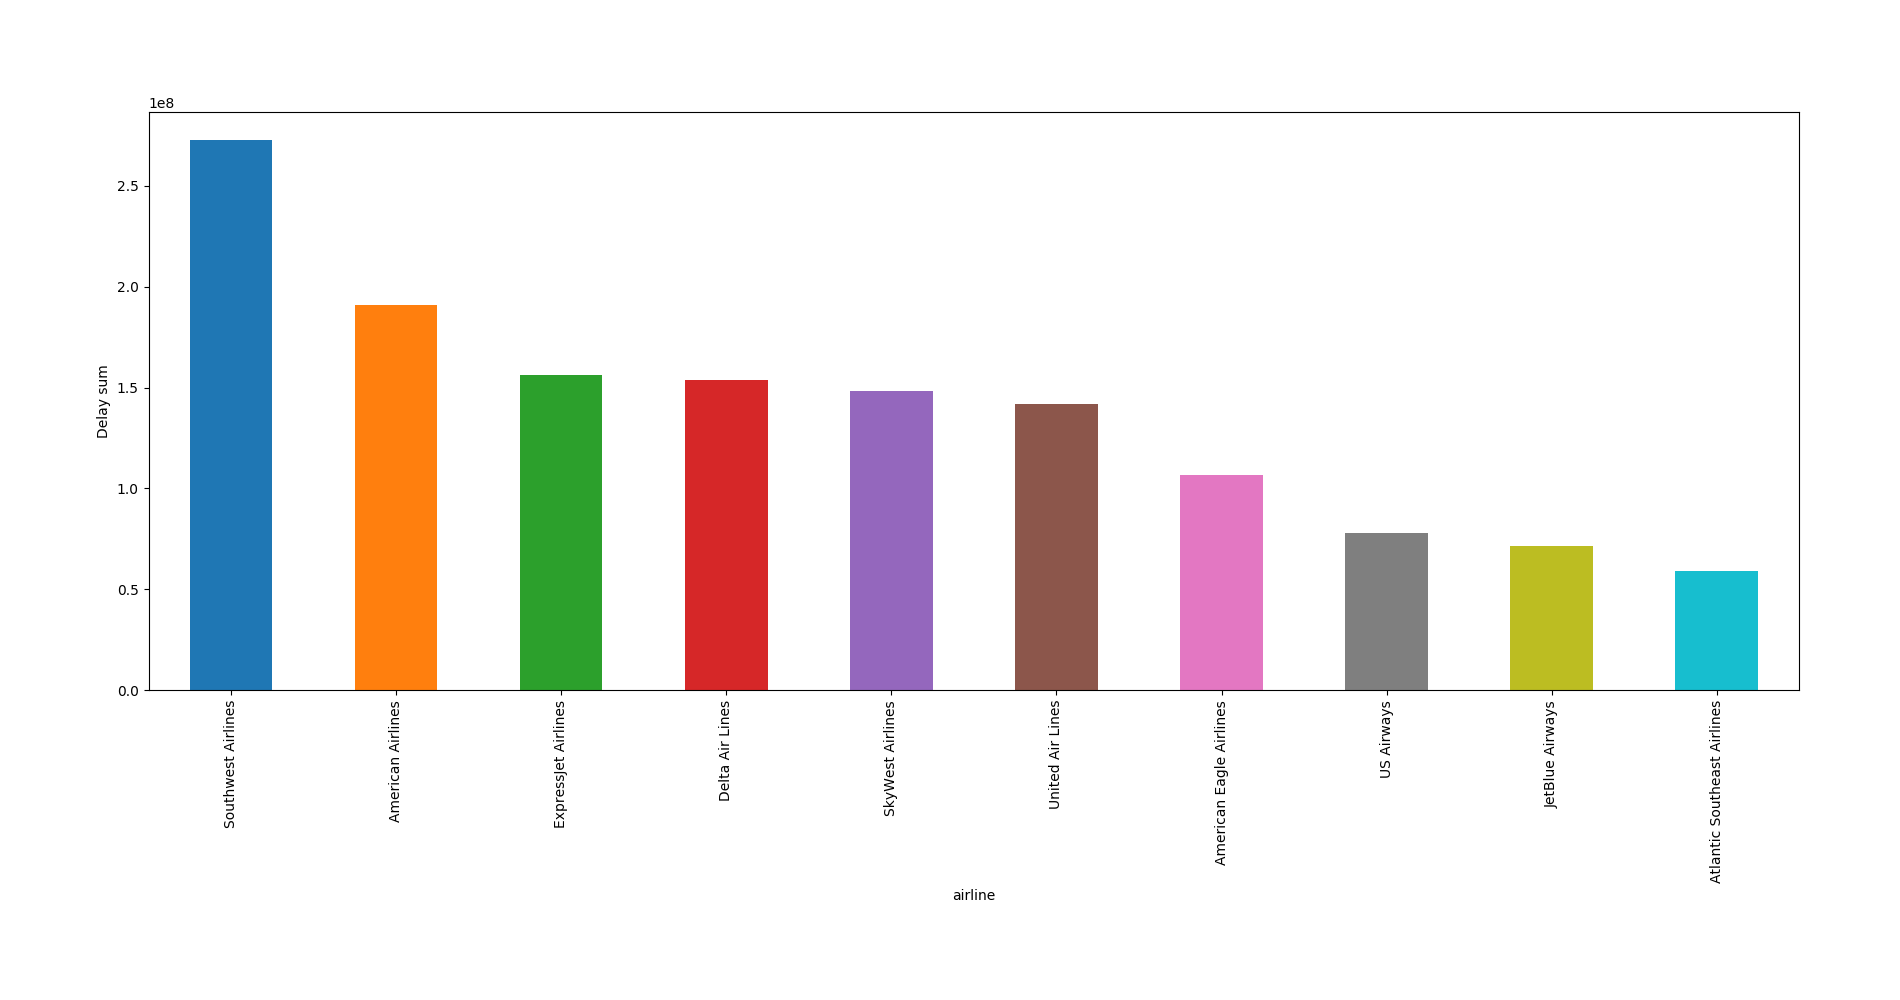 1e8
2.5
2.0
1.5
1.0
0.5
0.0
Delay sum
Southwest Airlines
American Airlines
ExpressJet Airlines
Delta Air Lines
SkyWest Airlines
United Air Lines
American Eagle Airlines
US Airways
JetBlue Airways
Atlantic Southeast Airlines
airline